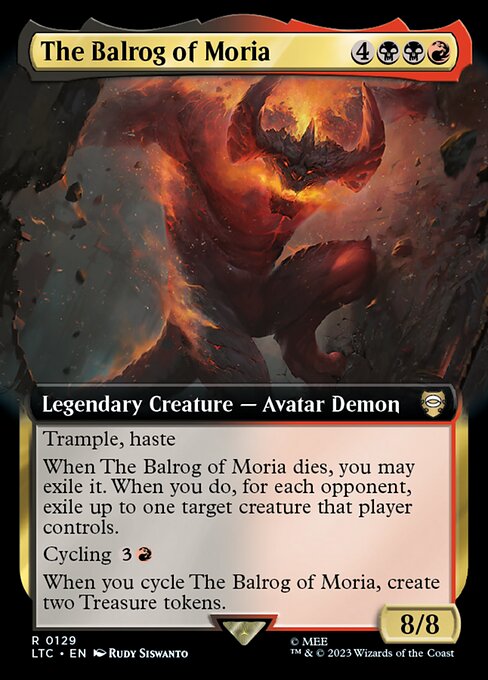 The Balrog of Moria 4
Legendary Creature — Avatar Demon
Trample, haste
When The Balrog of Moria dies, you may
exile it. When you do, for each opponent,
exile up to one target creature that player
controls.
Cycling 3
When you cycle The Balrog of Moria, create
two Treasure tokens.
8/8
R 0129
LTC • EN Rudy Siswanto
© MEE
™ & © 2023 Wizards of the Coast